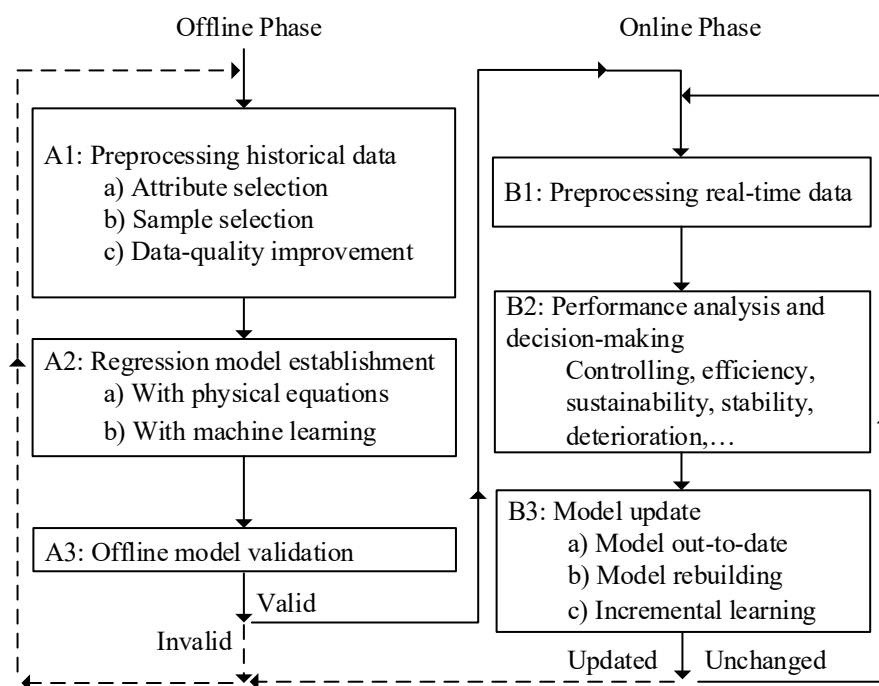 Offline Phase
A1: Preprocessing historical data
a) Attribute selection
b) Sample selection
c) Data-quality improvement
A2: Regression model establishment
a) With physical equations
b) With machine learning
A3: Offline model validation
Valid
Invalid
Online Phase
B1: Preprocessing real-time data
B2: Performance analysis and
decision-making
Controlling, efficiency,
sustainability, stability,
deterioration,…
B3: Model update
a) Model out-to-date
b) Model rebuilding
c) Incremental learning
Updated
Unchanged